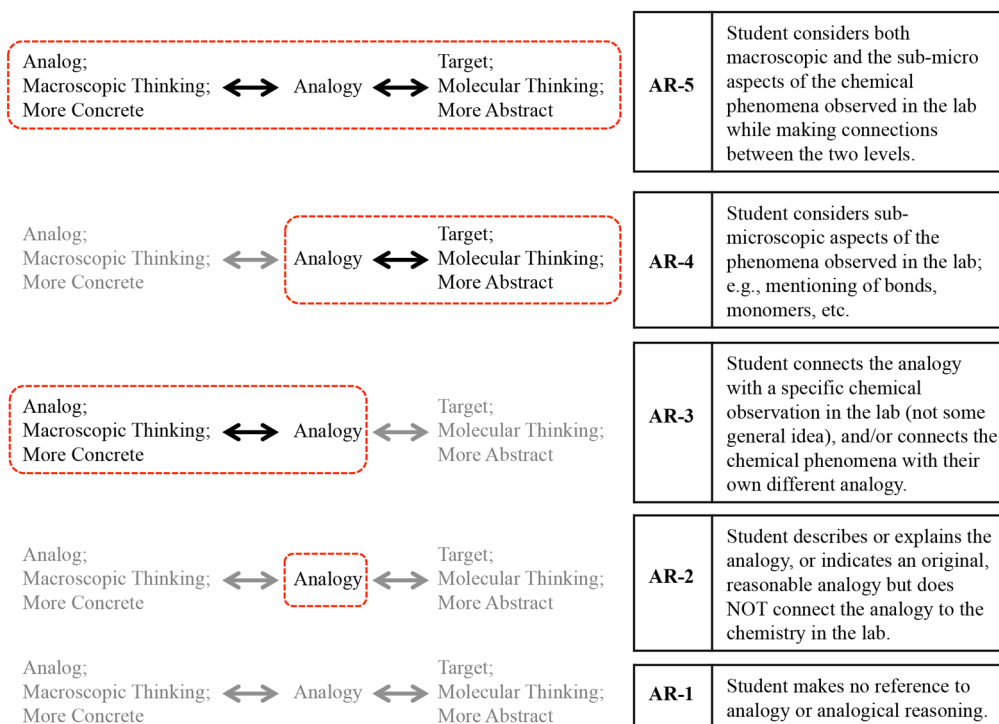 Analog;
Macroscopic Thinking;
More Concrete
Analogy
Target;
Molecular Thinking;
More Abstract
AR-5
Student considers both
macroscopic and the sub-micro
aspects of the chemical
phenomena observed in the lab
while making connections
between the two levels.
Analog;
Macroscopic Thinking;
More Concrete
Analogy
Target;
Molecular Thinking;
More Abstract
AR-4
Student considers sub-
microscopic aspects of the
phenomena observed in the lab;
e.g., mentioning of bonds,
monomers, etc.
Analog;
Macroscopic Thinking;
More Concrete
Analogy
Target;
Molecular Thinking;
More Abstract
AR-3
Student connects the analogy
with a specific chemical
observation in the lab (not some
general idea), and/or connects the
chemical phenomena with their
own different analogy.
Analog;
Macroscopic Thinking;
More Concrete
Analogy
Target;
Molecular Thinking;
More Abstract
AR-2
Student describes or explains the
analogy, or indicates an original,
reasonable analogy but does
NOT connect the analogy to the
chemistry in the lab.
Analog;
Macroscopic Thinking;
More Concrete
Analogy
Target;
Molecular Thinking;
More Abstract
AR-1
Student makes no reference to
analogy or analogical reasoning.